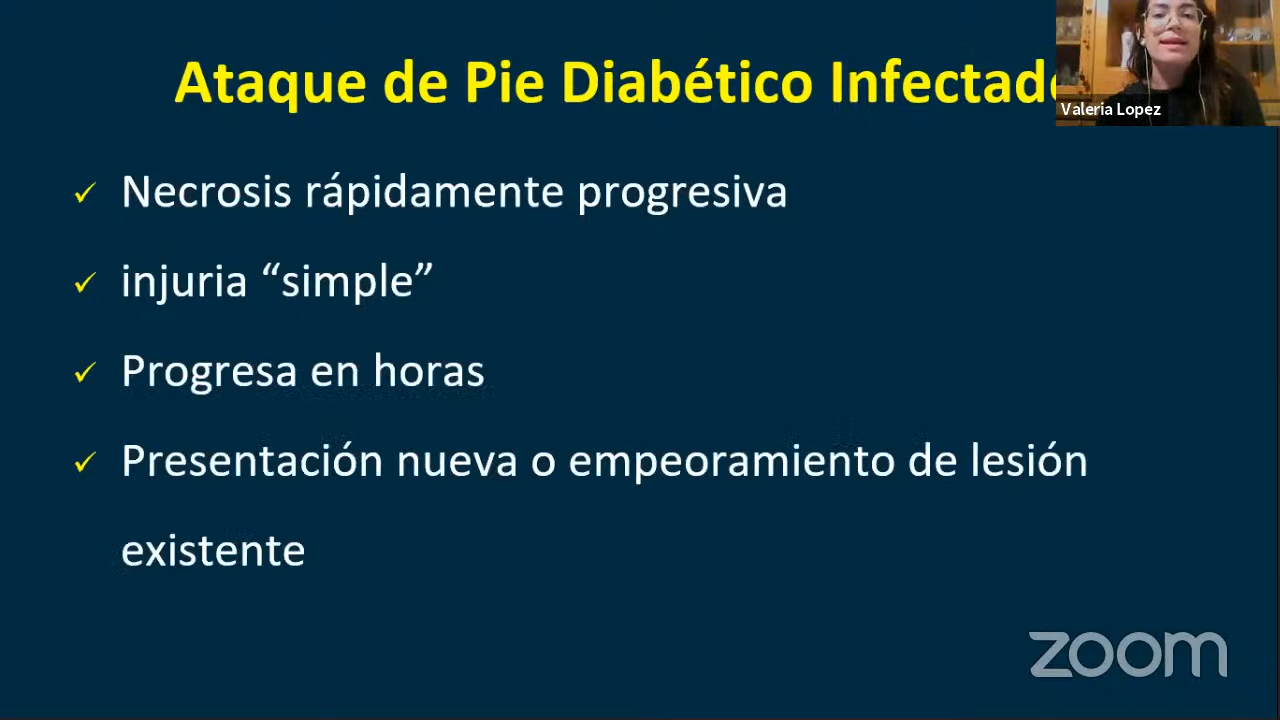 Ataque de Pie Diabético Infectado
Valeria Lopez
✓ Necrosis rápidamente progresiva
✓ injuria “simple”
✓ Progresa en horas
✓ Presentación nueva o empeoramiento de lesión
existente
zoom